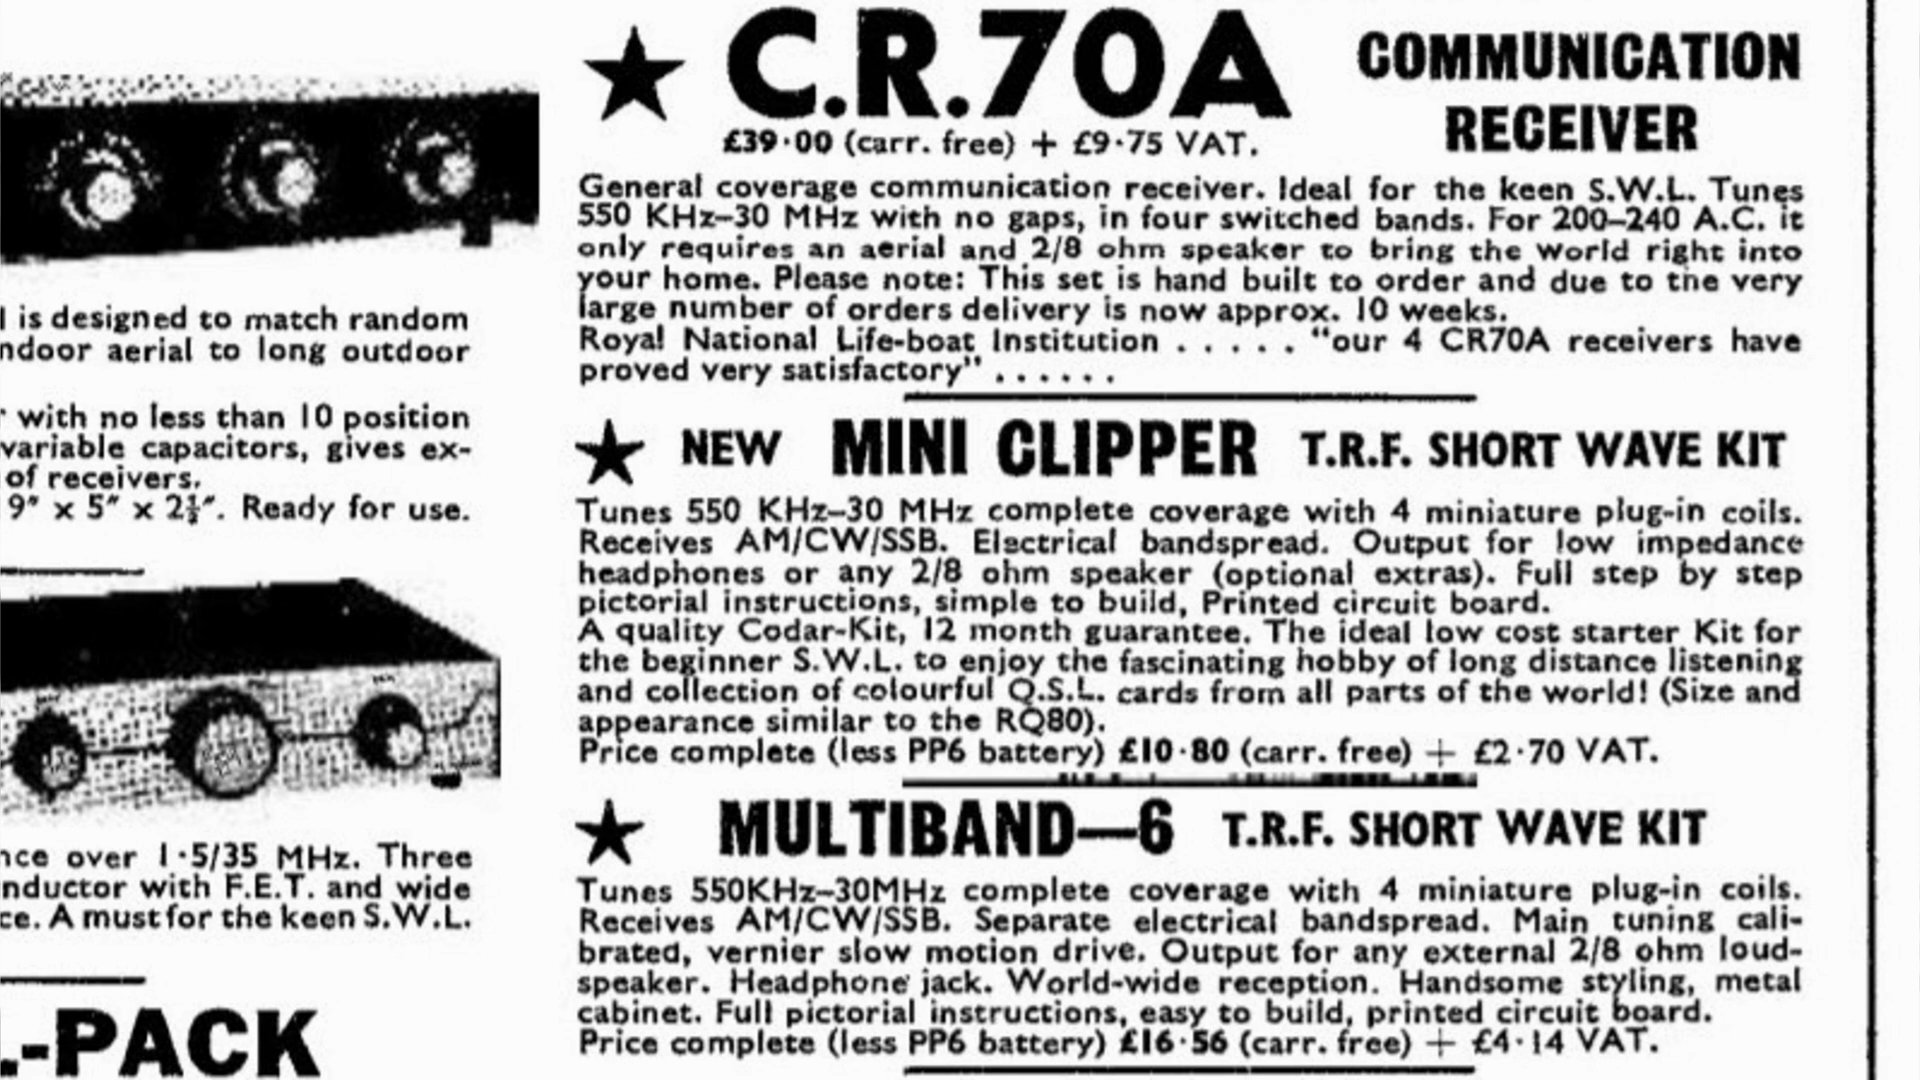 l is designed to match random
ndoor aerial to long outdoor
with no less than 10 position
variable capacitors, gives ex-
of receivers.
9" x 5" x 2½". Ready for use.
nce over 1·5/35 MHz. Three
nductor with F.E.T. and wide
ce. A must for the keen S.W.L.
.-PACK
★ C.R.70A COMMUNICATION
RECEIVER
£39·00 (carr. free) + £9·75 VAT.
General coverage communication receiver. Ideal for the keen S.W.L. Tunes
550 KHz–30 MHz with no gaps, in four switched bands. For 200–240 A.C. it
only requires an aerial and 2/8 ohm speaker to bring the world right into
your home. Please note: This set is hand built to order and due to the very
large number of orders delivery is now approx. 10 weeks.
Royal National Life-boat Institution . . . . . "our 4 CR70A receivers have
proved very satisfactory" . . . . . .
★ NEW MINI CLIPPER T.R.F. SHORT WAVE KIT
Tunes 550 KHz–30 MHz complete coverage with 4 miniature plug-in coils.
Receives AM/CW/SSB. Electrical bandspread. Output for low impedance
headphones or any 2/8 ohm speaker (optional extras). Full step by step
pictorial instructions, simple to build, Printed circuit board.
A quality Codar-Kit, 12 month guarantee. The ideal low cost starter Kit for
the beginner S.W.L. to enjoy the fascinating hobby of long distance listening
and collection of colourful Q.S.L. cards from all parts of the world! (Size and
appearance similar to the RQ80).
Price complete (less PP6 battery) £10·80 (carr. free) + £2·70 VAT.
★ MULTIBAND—6 T.R.F. SHORT WAVE KIT
Tunes 550KHz–30MHz complete coverage with 4 miniature plug-in coils.
Receives AM/CW/SSB. Separate electrical bandspread. Main tuning cali-
brated, vernier slow motion drive. Output for any external 2/8 ohm loud-
speaker. Headphone jack. World-wide reception. Handsome styling, metal
cabinet. Full pictorial instructions, easy to build, printed circuit board.
Price complete (less PP6 battery) £16·56 (carr. free) + £4·14 VAT.